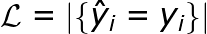 ℒ = |{ŷᵢ = yᵢ}|